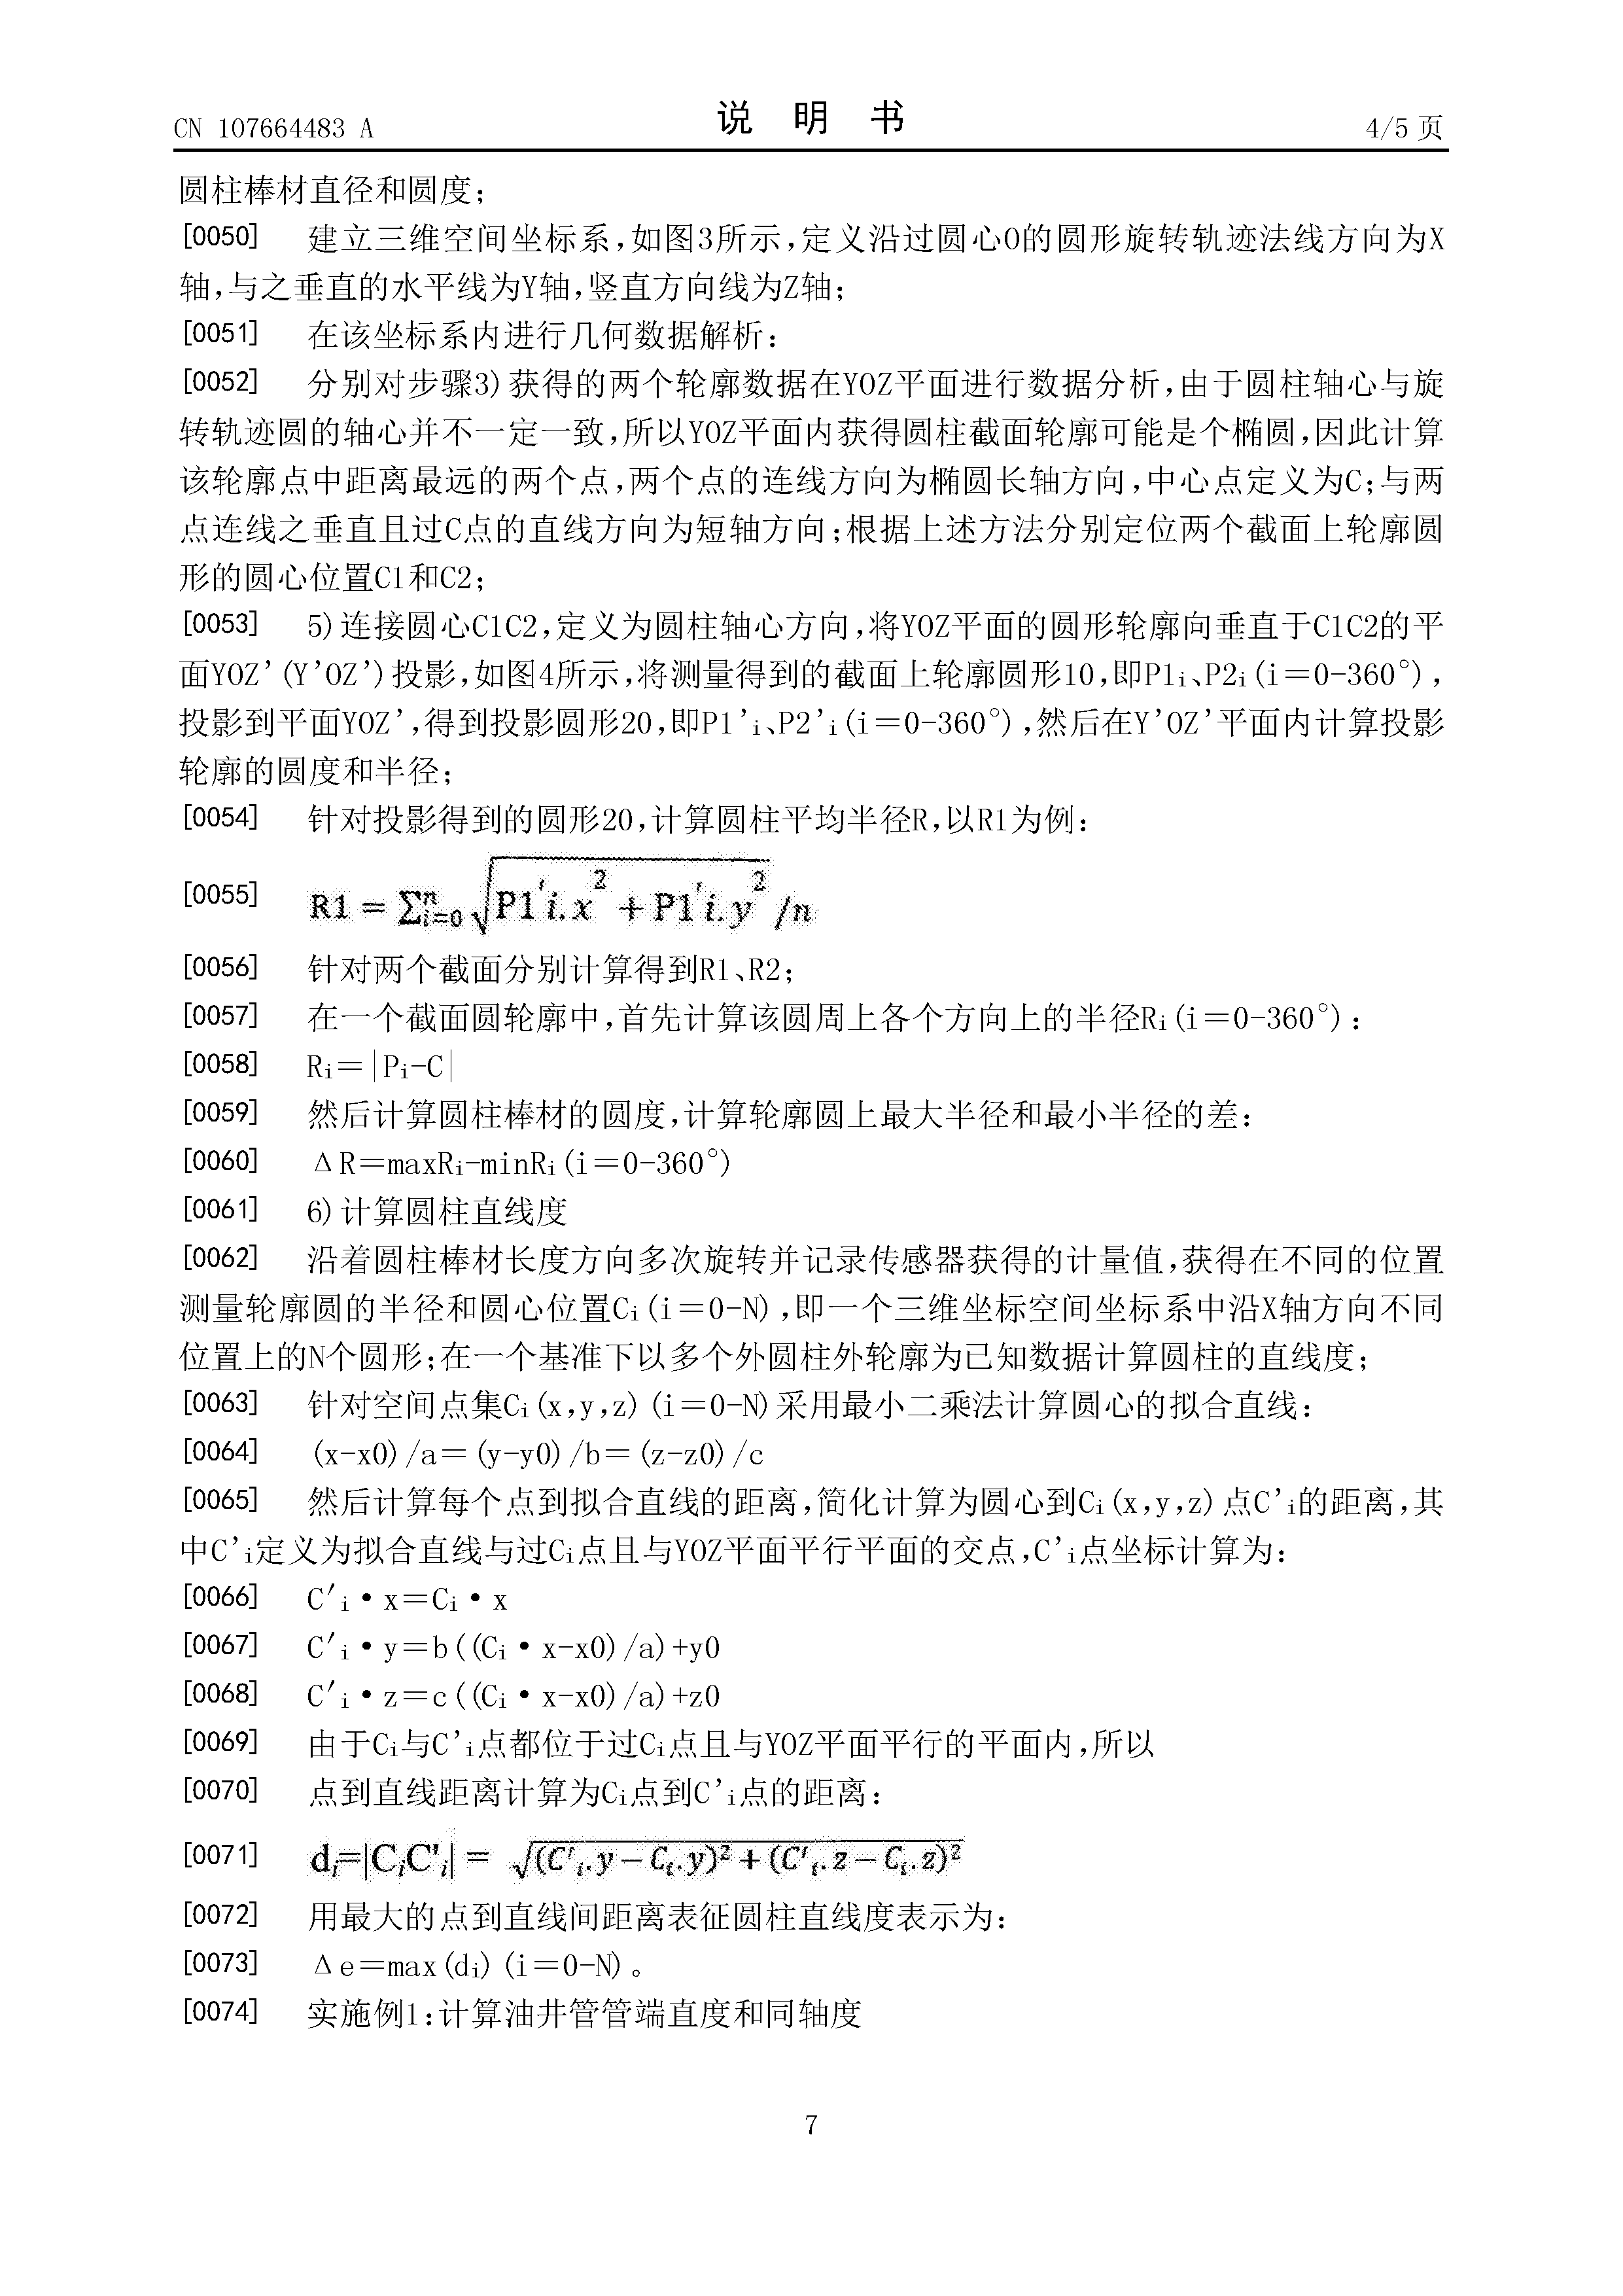 CN 107664483 A
说 明 书
4/5 页
圆柱棒材直径和圆度;
[0050] 建立三维空间坐标系,如图3所示,定义沿过圆心O的圆形旋转轨迹法线方向为X
轴,与之垂直的水平线为Y轴,竖直方向线为Z轴;
[0051] 在该坐标系内进行几何数据解析:
[0052] 分别对步骤3)获得的两个轮廓数据在YOZ平面进行数据分析,由于圆柱轴心与旋
转轨迹圆的轴心并不一定一致,所以YOZ平面内获得圆柱截面轮廓可能是个椭圆,因此计算
该轮廓点中距离最远的两个点,两个点的连线方向为椭圆长轴方向,中心点定义为C;与两
点连线之垂直且过C点的直线方向为短轴方向;根据上述方法分别定位两个截面上轮廓圆
形的圆心位置C1和C2;
[0053] 5)连接圆心C1C2,定义为圆柱轴心方向,将YOZ平面的圆形轮廓向垂直于C1C2的平
面YOZ’(Y’OZ’)投影,如图4所示,将测量得到的截面上轮廓圆形10,即P1i、P2i(i=0-360°),
投影到平面YOZ’,得到投影圆形20,即P1’i、P2’i(i=0-360°),然后在Y’OZ’平面内计算投影
轮廓的圆度和半径;
[0054] 针对投影得到的圆形20,计算圆柱平均半径R,以R1为例:
[0055] R1 = ∑ⁿᵢ₌₀ √(P1′i.x² + P1′i.y²)/n
[0056] 针对两个截面分别计算得到R1、R2;
[0057] 在一个截面圆轮廓中,首先计算该圆周上各个方向上的半径Ri(i=0-360°):
[0058] Ri=|Pi-C|
[0059] 然后计算圆柱棒材的圆度,计算轮廓圆上最大半径和最小半径的差:
[0060] ΔR=maxRi-minRi(i=0-360°)
[0061] 6)计算圆柱直线度
[0062] 沿着圆柱棒材长度方向多次旋转并记录传感器获得的计量值,获得在不同的位置
测量轮廓圆的半径和圆心位置Ci(i=0-N),即一个三维坐标空间坐标系中沿X轴方向不同
位置上的N个圆形;在一个基准下以多个外圆柱外轮廓为已知数据计算圆柱的直线度;
[0063] 针对空间点集Ci(x,y,z)(i=0-N)采用最小二乘法计算圆心的拟合直线:
[0064] (x-x0)/a=(y-y0)/b=(z-z0)/c
[0065] 然后计算每个点到拟合直线的距离,简化计算为圆心到Ci(x,y,z)点C’i的距离,其
中C’i定义为拟合直线与过Ci点且与YOZ平面平行平面的交点,C’i点坐标计算为:
[0066] C′i•x=Ci•x
[0067] C′i•y=b((Ci•x-x0)/a)+y0
[0068] C′i•z=c((Ci•x-x0)/a)+z0
[0069] 由于Ci与C’i点都位于过Ci点且与YOZ平面平行的平面内,所以
[0070] 点到直线距离计算为Ci点到C’i点的距离:
[0071] di=|CiC'i| = √((C′i.y − Ci.y)² + (C′i.z − Ci.z)²)
[0072] 用最大的点到直线间距离表征圆柱直线度表示为:
[0073] Δe=max(di)(i=0-N)。
[0074] 实施例1:计算油井管管端直度和同轴度
7